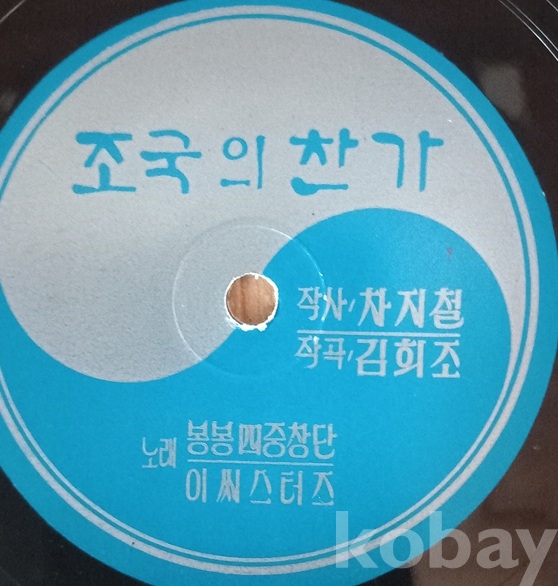 조국의 찬가
작사/차지철
작곡/김희조
노래 봉봉四중창단
이씨스터즈
kobay